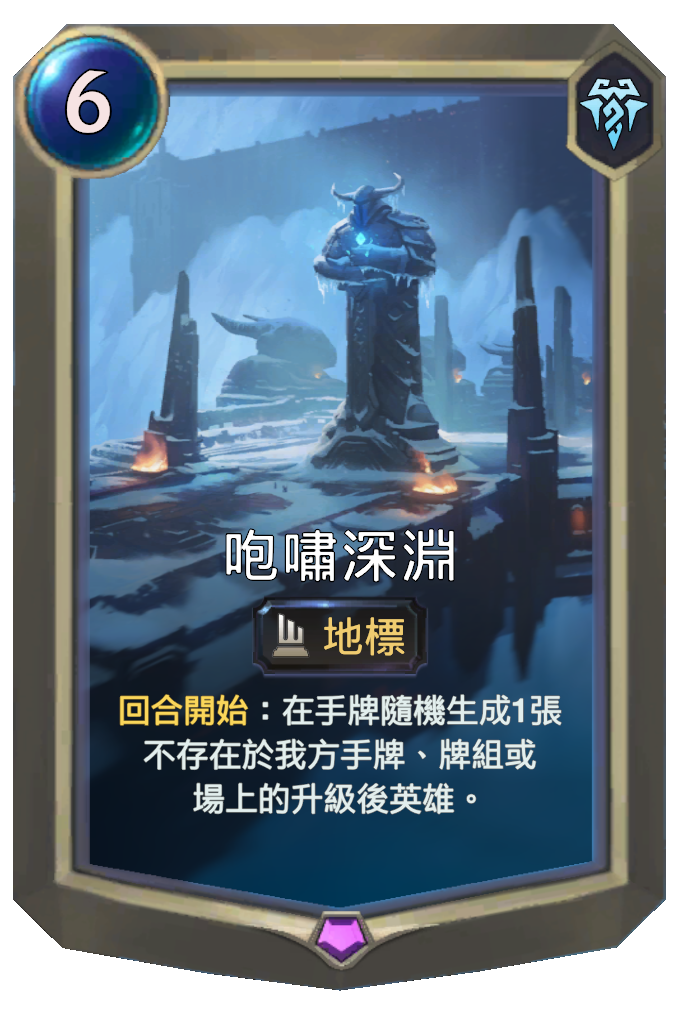 6
咆嘯深淵
地標
回合開始：在手牌隨機生成1張
不存在於我方手牌、牌組或
場上的升級後英雄。